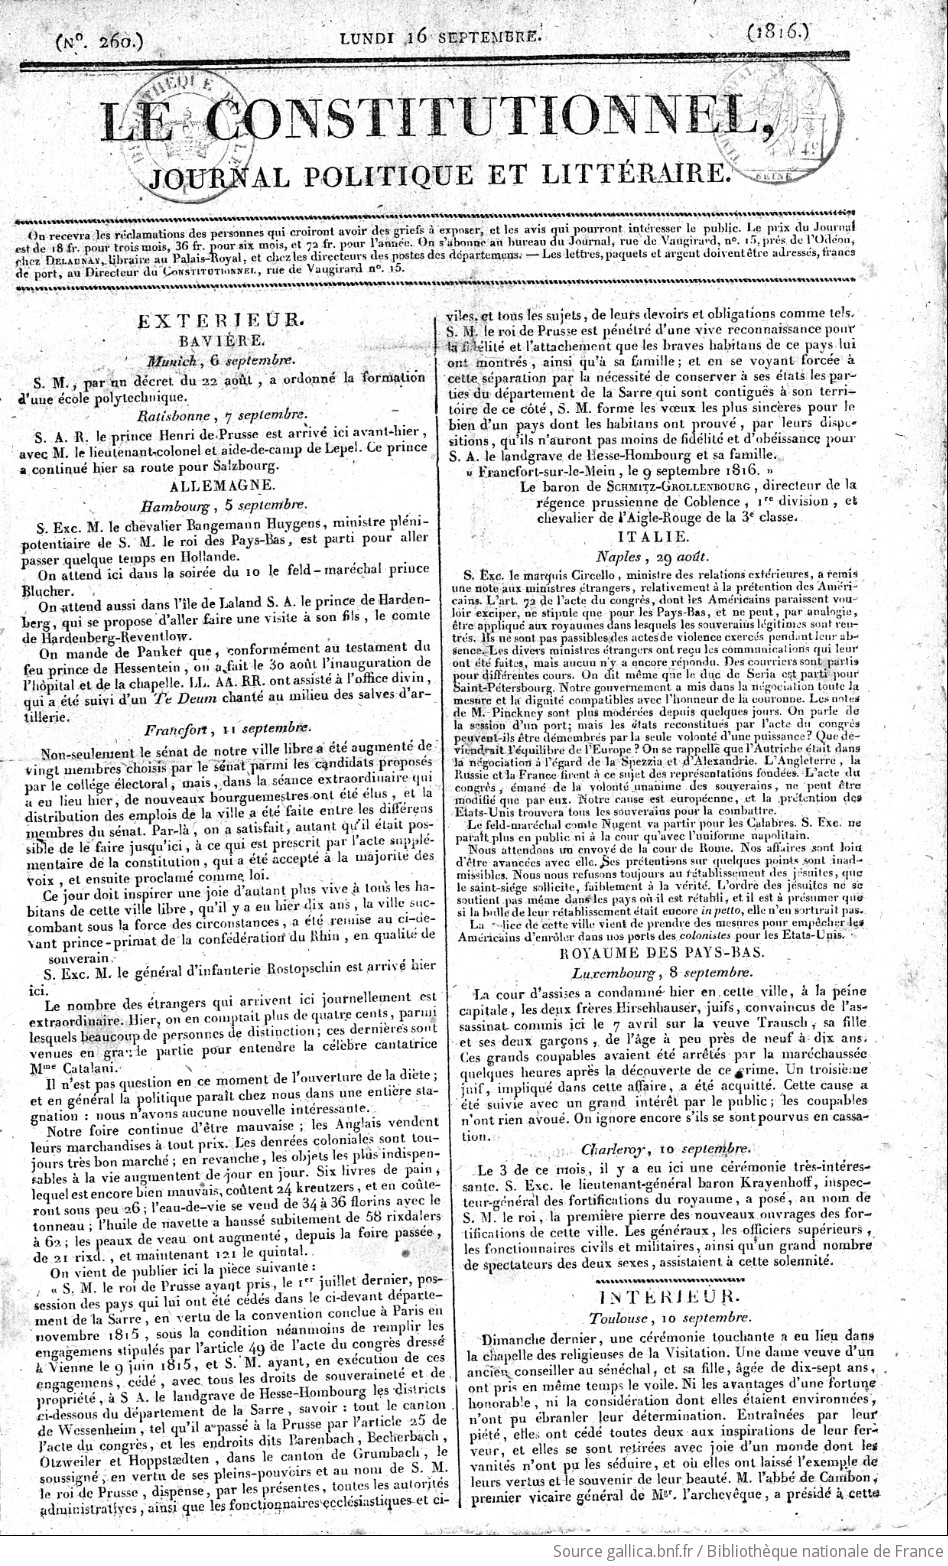 (N°. 260.)
LUNDI 16 SEPTEMBRE.
(1816.)
LE CONSTITUTIONNEL,
JOURNAL POLITIQUE ET LITTÉRAIRE.
On recevra les réclamations des personnes qui croiront avoir des griefs à exposer, et les avis qui pourront intéresser le public. Le prix du Journal
est de 18 fr. pour trois mois, 36 fr. pour six mois, et 72 fr. pour l'année. On s'abonne au bureau du Journal, rue de Vaugirard, n°. 15, près de l'Odéon,
chez DELAUNAY, libraire au Palais-Royal, et chez les directeurs des postes des départemens. — Les lettres, paquets et argent doivent être adressés, francs
de port, au Directeur du CONSTITUTIONNEL, rue de Vaugirard n°. 15.
EXTERIEUR.
BAVIÈRE.
Munich, 6 septembre.
S. M., par un décret du 22 août, a ordonné la formation
d'une école polytechnique.
Ratisbonne, 7 septembre.
S. A. R. le prince Henri de Prusse est arrivé ici avant-hier,
avec M. le lieutenant-colonel et aide-de-camp de Lepel. Ce prince
a continué hier sa route pour Salzbourg.
ALLEMAGNE.
Hambourg, 5 septembre.
S. Exc. M. le chevalier Bangemann Huygens, ministre pléni-
potentiaire de S. M. le roi des Pays-Bas, est parti pour aller
passer quelque temps en Hollande.
On attend ici dans la soirée du 10 le feld-maréchal prince
Blucher.
On attend aussi dans l'île de Laland S. A. le prince de Harden-
berg, qui se propose d'aller faire une visite à son fils, le comte
de Hardenberg-Reventlow.
On mande de Panker que, conformément au testament du
feu prince de Hessentein, on a fait le 30 août l'inauguration de
l'hôpital et de la chapelle. LL. AA. RR. ont assisté à l'office divin,
qui a été suivi d'un Te Deum chanté au milieu des salves d'ar-
tillerie.
Francfort, 11 septembre.
Non-seulement le sénat de notre ville libre a été augmenté de
vingt membres choisis par le sénat parmi les candidats proposés
par le collége électoral, mais, dans la séance extraordinaire qui
a eu lieu hier, de nouveaux bourguemestres ont été élus, et la
distribution des emplois de la ville a été faite entre les différens
membres du sénat. Par-là, on a satisfait, autant qu'il était pos-
sible de le faire jusqu'ici, à ce qui est prescrit par l'acte supplé-
mentaire de la constitution, qui a été accepté à la majorité des
voix, et ensuite proclamé comme loi.
Ce jour doit inspirer une joie d'autant plus vive à tous les ha-
bitans de cette ville libre, qu'il y a eu hier dix ans, la ville suc-
combant sous la force des circonstances, a été remise au ci-de-
vant prince-primat de la confédération du Rhin, en qualité de
souverain.
S. Exc. M. le général d'infanterie Rostopschin est arrivé hier
ici.
Le nombre des étrangers qui arrivent ici journellement est
extraordinaire. Hier, on en comptait plus de quatre cents, parmi
lesquels beaucoup de personnes de distinction; ces dernières sont
venues en grande partie pour entendre la célèbre cantatrice
Mme Catalani.
Il n'est pas question en ce moment de l'ouverture de la diète;
et en général la politique paraît chez nous dans une entière sta-
gnation : nous n'avons aucune nouvelle intéressante.
Notre foire continue d'être mauvaise; les Anglais vendent
leurs marchandises à tout prix. Les denrées coloniales sont tou-
jours très bon marché; en revanche, les objets les plus indispen-
sables à la vie augmentent de jour en jour. Six livres de pain,
lequel est encore bien mauvais, coûtent 24 kreutzers, et en coûte-
ront sous peu 26; l'eau-de-vie se vend de 34 à 36 florins avec le
tonneau; l'huile de navette a haussé subitement de 58 rixdalers
à 62; les peaux de veau ont augmenté, depuis la foire passée,
de 21 rixd., et maintenant 121 le quintal.
On vient de publier ici la pièce suivante :
« S. M. le roi de Prusse ayant pris, le 1er juillet dernier, pos-
session des pays qui lui ont été cédés dans le ci-devant départe-
ment de la Sarre, en vertu de la convention conclue à Paris en
novembre 1815, sous la condition néanmoins de remplir les
engagemens stipulés par l'article 49 de l'acte du congrès dressé
à Vienne le 9 juin 1815, et S. M. ayant, en exécution de ces
engagemens, cédé, avec tous les droits de souveraineté et de
propriété, à S A. le landgrave de Hesse-Hombourg les districts
ci-dessous du département de la Sarre, savoir : tout le canton
de Wessenheim, tel qu'il a passé à la Prusse par l'article 25 de
l'acte du congrès, et les endroits dits Barenbach, Becherbach,
Otzweiler et Hoppstædten, dans le canton de Grumbach, le
soussigné, en vertu de ses pleins-pouvoirs et au nom de S. M.
le roi de Prusse, dispense, par les présentes, toutes les autorités
administratives, ainsi que les fonctionnaires ecclésiastiques et ci-
viles, et tous les sujets, de leurs devoirs et obligations comme tels.
S. M. le roi de Prusse est pénétré d'une vive reconnaissance pour
la fidélité et l'attachement que les braves habitans de ce pays lui
ont montrés, ainsi qu'à sa famille; et en se voyant forcée à
cette séparation par la nécessité de conserver à ses états les par-
ties du département de la Sarre qui sont contiguës à son terri-
toire de ce côté, S. M. forme les vœux les plus sincères pour le
bien d'un pays dont les habitans ont prouvé, par leurs dispo-
sitions, qu'ils n'auront pas moins de fidélité et d'obéissance pour
S. A. le landgrave de Hesse-Hombourg et sa famille.
» Francfort-sur-le-Mein, le 9 septembre 1816. »
Le baron de SCHMITZ-GROLLENBOURG, directeur de la
régence prussienne de Coblence, 1re division, et
chevalier de l'Aigle-Rouge de la 3e classe.
ITALIE.
Naples, 29 août.
S. Exc. le marquis Circello, ministre des relations extérieures, a remis
une note aux ministres étrangers, relativement à la prétention des Améri-
cains. L'art. 72 de l'acte du congrès, dont les Américains paraissent vou-
loir exciper, ne stipule que pour les Pays-Bas, et ne peut, par analogie,
être appliqué aux royaumes dans lesquels les souverains légitimes sont ren-
trés. Ils ne sont pas passibles des actes de violence exercés pendant leur ab-
sence. Les divers ministres étrangers ont reçu les communications qui leur
ont été faites, mais aucun n'y a encore répondu. Des courriers sont partis
pour différentes cours. On dit même que le duc de Seria est parti pour
Saint-Pétersbourg. Notre gouvernement a mis dans la négociation toute la
mesure et la dignité compatibles avec l'honneur de la couronne. Les notes
de M. Pinckney sont plus modérées depuis quelques jours. On parle de
la session d'un port; mais les états reconstitués par l'acte du congrès
peuvent-ils être démembrés par la seule volonté d'une puissance? Que de-
viendrait l'équilibre de l'Europe? On se rappelle que l'Autriche était dans
la négociation à l'égard de la Spezzia et d'Alexandrie. L'Angleterre, la
Russie et la France firent à ce sujet des représentations fondées. L'acte du
congrès, émané de la volonté unanime des souverains, ne peut être
modifié que par eux. Notre cause est européenne, et la prétention des
Etats-Unis trouvera tous les souverains pour la combattre.
Le feld-maréchal comte Nugent va partir pour les Calabres. S. Exc. ne
paraît plus en public ni à la cour qu'avec l'uniforme napolitain.
Nous attendons un envoyé de la cour de Rome. Nos affaires sont loin
d'être avancées avec elle. Ses prétentions sur quelques points sont inad-
missibles. Nous nous refusons toujours au rétablissement des jésuites, que
le saint-siége sollicite, faiblement à la vérité. L'ordre des jésuites ne se
soutient pas même dans les pays où il est rétabli, et il est à présumer que
si la bulle de leur rétablissement était encore in petto, elle n'en sortirait pas.
La police de cette ville vient de prendre des mesures pour empêcher les
Américains d'enrôler dans nos ports des colonistes pour les Etats-Unis.
ROYAUME DES PAYS-BAS.
Luxembourg, 8 septembre.
La cour d'assises a condamné hier en cette ville, à la peine
capitale, les deux frères Hirsehhauser, juifs, convaincus de l'as-
sassinat commis ici le 7 avril sur la veuve Trausch, sa fille
et ses deux garçons, de l'âge à peu près de neuf à dix ans.
Ces grands coupables avaient été arrêtés par la maréchaussée
quelques heures après la découverte de ce crime. Un troisième
juif, impliqué dans cette affaire, a été acquitté. Cette cause a
été suivie avec un grand intérêt par le public; les coupables
n'ont rien avoué. On ignore encore s'ils se sont pourvus en cassa-
tion.
Charleroy, 10 septembre.
Le 3 de ce mois, il y a eu ici une cérémonie très-intéres-
sante. S. Exc. le lieutenant-général baron Krayenhoff, inspec-
teur-général des fortifications du royaume, a posé, au nom de
S. M. le roi, la première pierre des nouveaux ouvrages des for-
tifications de cette ville. Les généraux, les officiers supérieurs,
les fonctionnaires civils et militaires, ainsi qu'un grand nombre
de spectateurs des deux sexes, assistaient à cette solennité.
INTERIEUR.
Toulouse, 10 septembre.
Dimanche dernier, une cérémonie touchante a eu lieu dans
la chapelle des religieuses de la Visitation. Une dame veuve d'un
ancien conseiller au sénéchal, et sa fille, âgée de dix-sept ans,
ont pris en même temps le voile. Ni les avantages d'une fortune
honorable, ni la considération dont elles étaient environnées,
n'ont pu ébranler leur détermination. Entraînées par leur
piété, elles ont cédé toutes deux aux inspirations de leur fer-
veur, et elles se sont retirées avec joie d'un monde dont les
vanités n'ont pu les séduire, et où elles ont laissé l'exemple de
leurs vertus et le souvenir de leur beauté. M. l'abbé de Cambon,
premier vicaire général de Mgr. l'archevêque, a présidé à cette
Source gallica.bnf.fr / Bibliothèque nationale de France